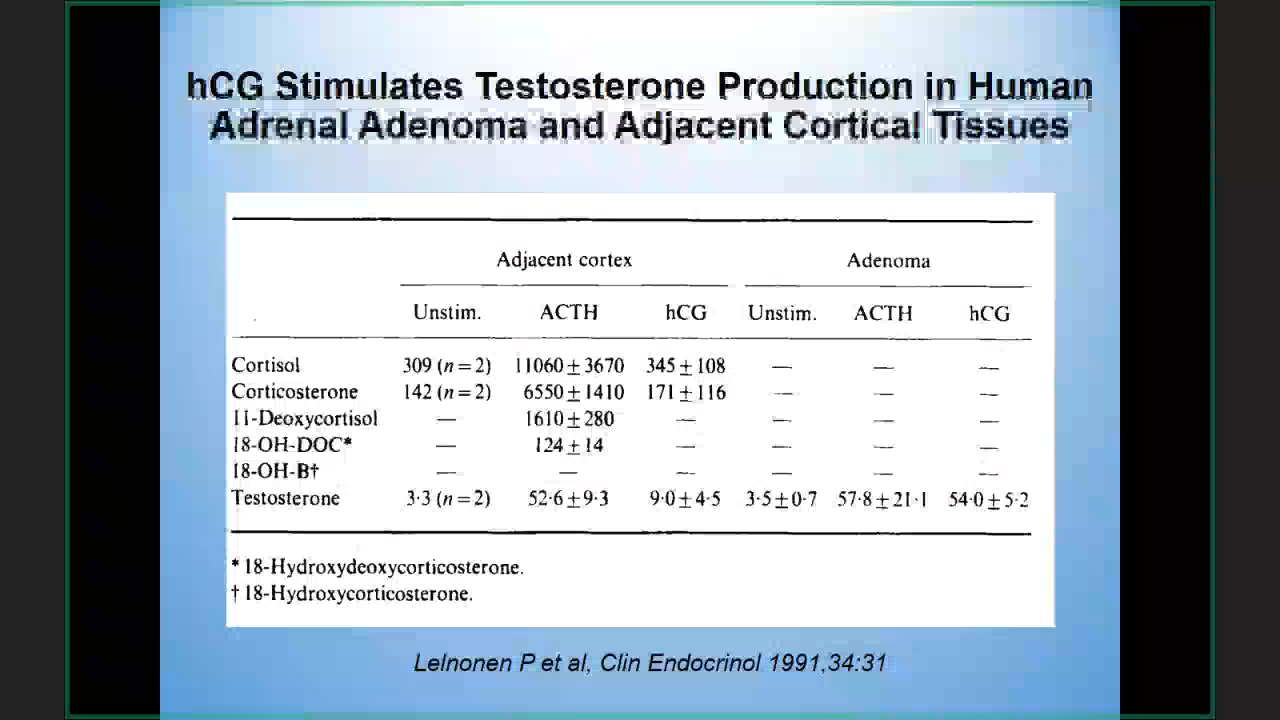 hCG Stimulates Testosterone Production in Human
Adrenal Adenoma and Adjacent Cortical Tissues
Adjacent cortex Adenoma
Unstim. ACTH hCG Unstim. ACTH hCG
Cortisol 309 (n=2) 11060±3670 345±108 — — —
Corticosterone 142 (n=2) 6550±1410 171±116 — — —
11-Deoxycortisol — 1610±280 — — — —
18-OH-DOC* — 124±14 — — — —
18-OH-B† — — — — — —
Testosterone 3·3 (n=2) 52·6±9·3 9·0±4·5 3·5±0·7 57·8±21·1 54·0±5·2
* 18-Hydroxydeoxycorticosterone.
† 18-Hydroxycorticosterone.
Lelnonen P et al, Clin Endocrinol 1991,34:31